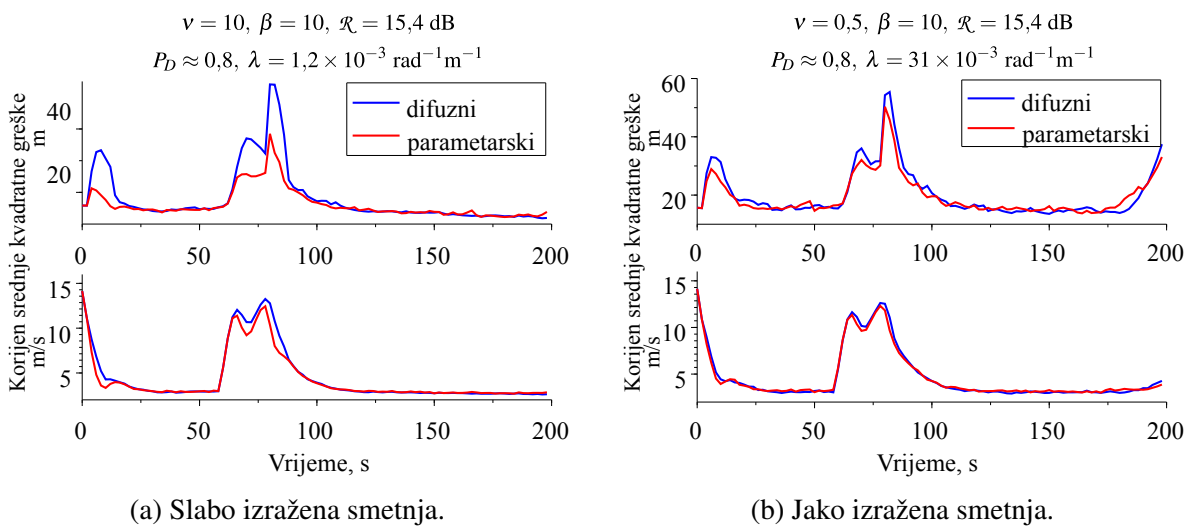 ν = 10, β = 10, ℛ = 15,4 dB
P_D ≈ 0,8, λ = 1,2 × 10⁻³ rad⁻¹m⁻¹
Korijen srednje kvadratne greške
m
m/s
40
20
difuzni
parametarski
0 50 100 150 200
15
10
5
0 50 100 150 200
Vrijeme, s
(a) Slabo izražena smetnja.
ν = 0,5, β = 10, ℛ = 15,4 dB
P_D ≈ 0,8, λ = 31 × 10⁻³ rad⁻¹m⁻¹
Korijen srednje kvadratne greške
m
m/s
60
40
20
difuzni
parametarski
0 50 100 150 200
15
10
5
0 50 100 150 200
Vrijeme, s
(b) Jako izražena smetnja.